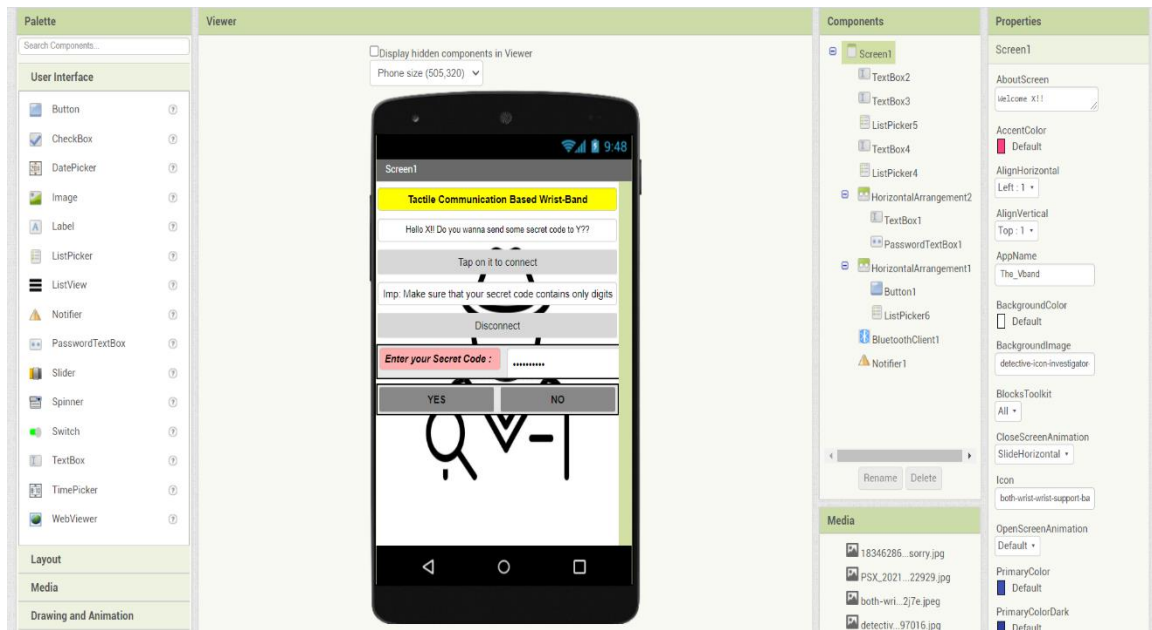 Palette
Search Components...
User Interface
Button
CheckBox
DatePicker
Image
Label
ListPicker
ListView
Notifier
PasswordTextBox
Slider
Spinner
Switch
TextBox
TimePicker
WebViewer
Layout
Media
Drawing and Animation
Viewer
Display hidden components in Viewer
Phone size (505,320)
9:48
Screen1
Tactile Communication Based Wrist-Band
Hello X!! Do you wanna send some secret code to Y??
Tap on it to connect
Imp: Make sure that your secret code contains only digits
Disconnect
Enter your Secret Code :
YES NO
Components
Screen1
TextBox2
TextBox3
ListPicker5
TextBox4
ListPicker4
HorizontalArrangement2
TextBox1
PasswordTextBox1
HorizontalArrangement1
Button1
ListPicker6
BluetoothClient1
Notifier1
Rename Delete
Media
18346286...sorry.jpg
PSX_2021...22929.jpg
both-wri...2j7e.jpeg
detectiv...97016.jpg
Properties
Screen1
AboutScreen
Welcome X!!
AccentColor
Default
AlignHorizontal
Left : 1
AlignVertical
Top : 1
AppName
The_Vband
BackgroundColor
Default
BackgroundImage
detective-icon-investigator-
BlocksToolkit
All
CloseScreenAnimation
SlideHorizontal
Icon
both-wrist-wrist-support-ba
OpenScreenAnimation
Default
PrimaryColor
Default
PrimaryColorDark
Default